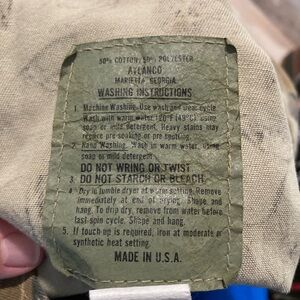 50% COTTON, 50% POLYESTER
ATLANCO
MARIETTA, GEORGIA
WASHING INSTRUCTIONS
1. Machine Washing. Use wash and wear cycle.
Wash with warm water 120°F (49°C) using
soap or mild detergent. Heavy stains may
require pre-soaking or pre-spotting.
2. Hand Washing. Wash in warm water, using
soap or mild detergent.
DO NOT WRING OR TWIST
3. DO NOT STARCH OR BLEACH
4. Dry in tumble dryer at warm setting. Remove
immediately at end of drying. Shape and
hang. To drip dry, remove from water before
last spin cycle. Shape and hang.
5. If touch-up is required, iron at moderate or
synthetic heat setting.
MADE IN U.S.A.